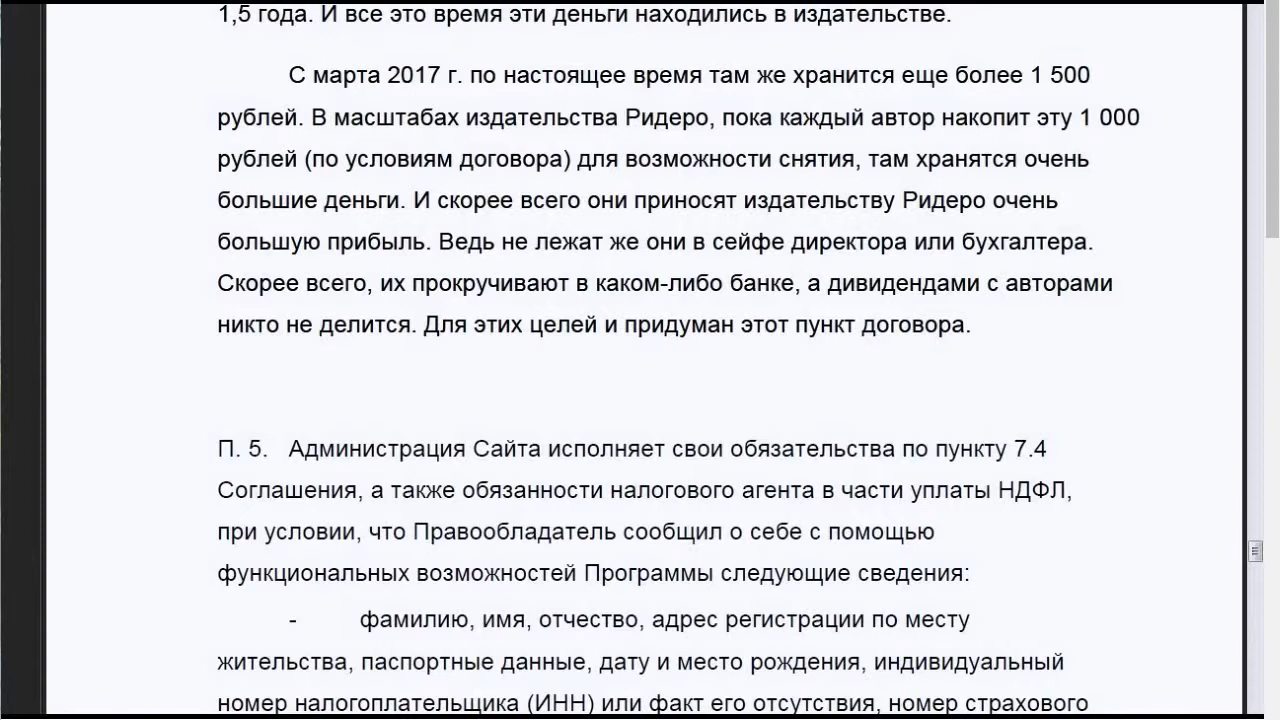 1,5 года. И все это время эти деньги находились в издательстве.
С марта 2017 г. по настоящее время там же хранится еще более 1 500
рублей. В масштабах издательства Ридеро, пока каждый автор накопит эту 1 000
рублей (по условиям договора) для возможности снятия, там хранятся очень
большие деньги. И скорее всего они приносят издательству Ридеро очень
большую прибыль. Ведь не лежат же они в сейфе директора или бухгалтера.
Скорее всего, их прокручивают в каком-либо банке, а дивидендами с авторами
никто не делится. Для этих целей и придуман этот пункт договора.
П. 5. Администрация Сайта исполняет свои обязательства по пункту 7.4
Соглашения, а также обязанности налогового агента в части уплаты НДФЛ,
при условии, что Правообладатель сообщил о себе с помощью
функциональных возможностей Программы следующие сведения:
- фамилию, имя, отчество, адрес регистрации по месту
жительства, паспортные данные, дату и место рождения, индивидуальный
номер налогоплательщика (ИНН) или факт его отсутствия, номер страхового